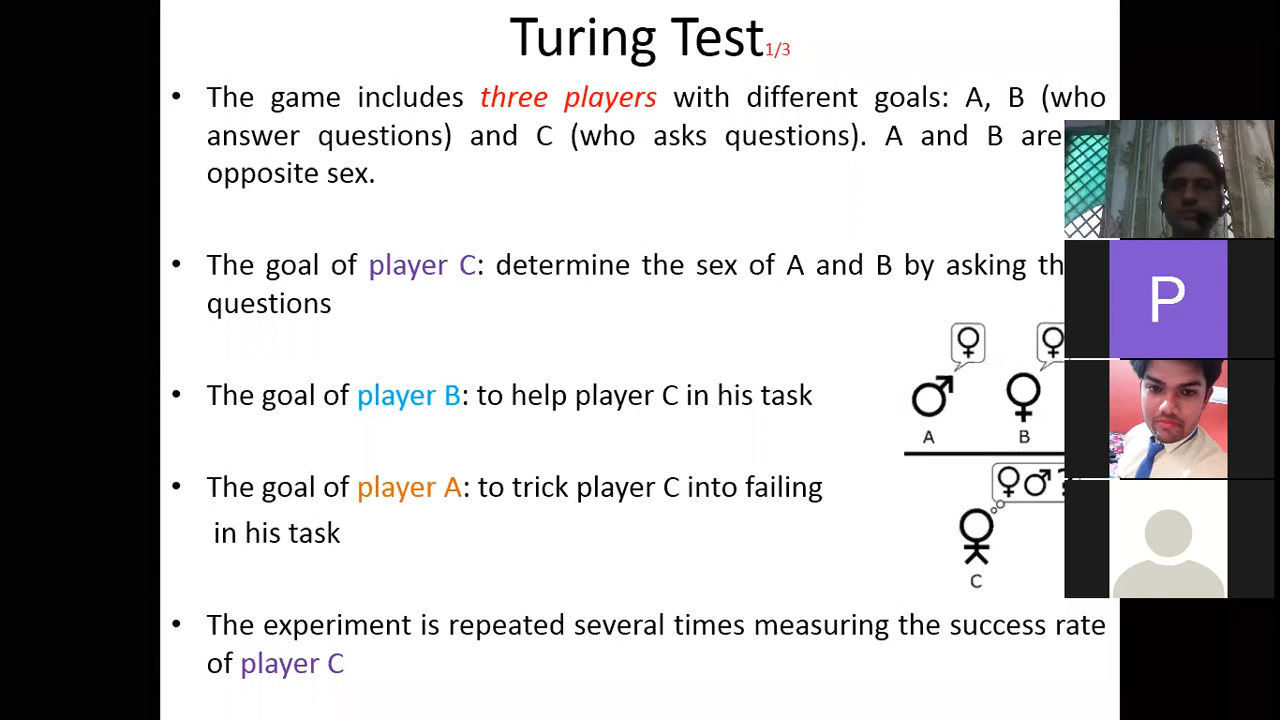 Turing Test1/3
• The game includes three players with different goals: A, B (who
answer questions) and C (who asks questions). A and B are
opposite sex.
• The goal of player C: determine the sex of A and B by asking
questions
• The goal of player B: to help player C in his task
• The goal of player A: to trick player C into failing
in his task
• The experiment is repeated several times measuring the success rate
of player C
A B
?
C
P